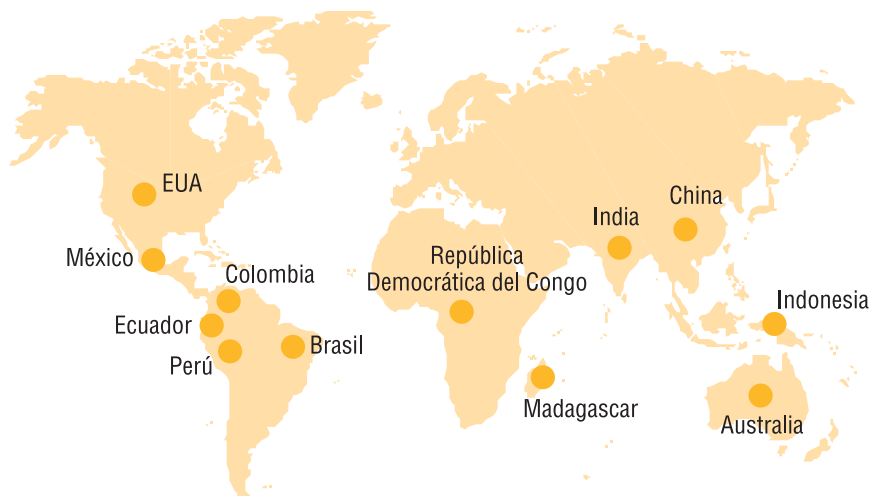 EUA
China
India
México
República
Democrática del Congo
Colombia
Indonesia
Ecuador
Brasil
Perú
Madagascar
Australia